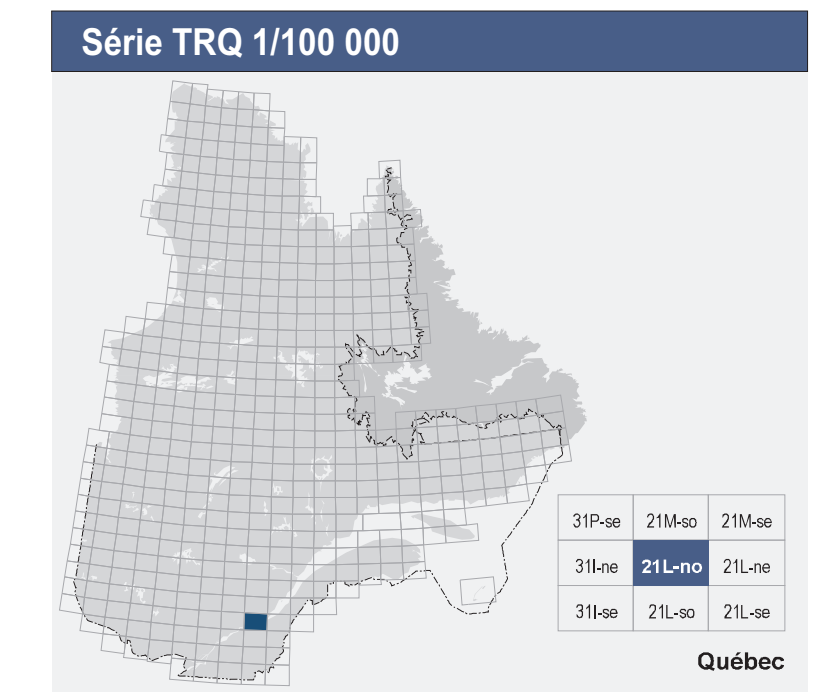 Série TRQ 1/100 000
31P-se 21M-so 21M-se
31I-ne 21L-no 21L-ne
31I-se 21L-so 21L-se
Québec